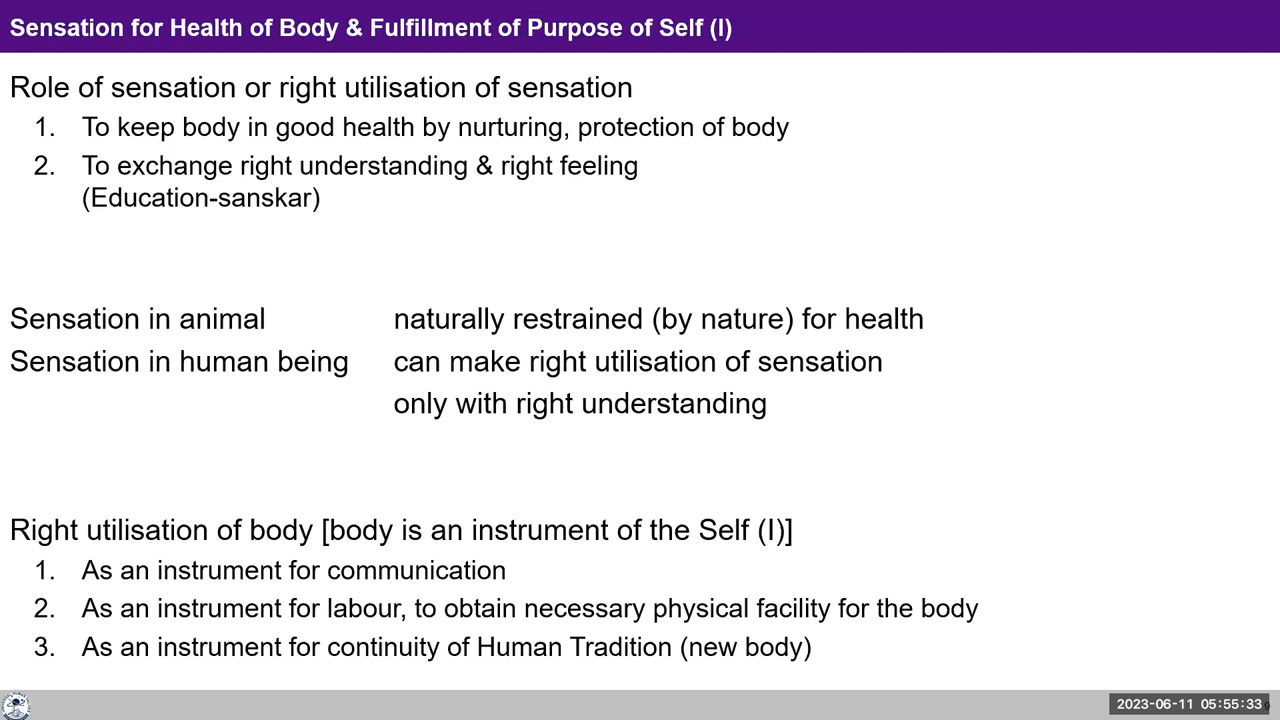 Sensation for Health of Body & Fulfillment of Purpose of Self (I)
Role of sensation or right utilisation of sensation
1. To keep body in good health by nurturing, protection of body
2. To exchange right understanding & right feeling
(Education-sanskar)
Sensation in animal naturally restrained (by nature) for health
Sensation in human being can make right utilisation of sensation
only with right understanding
Right utilisation of body [body is an instrument of the Self (I)]
1. As an instrument for communication
2. As an instrument for labour, to obtain necessary physical facility for the body
3. As an instrument for continuity of Human Tradition (new body)
2023-06-11 05:55:33 9